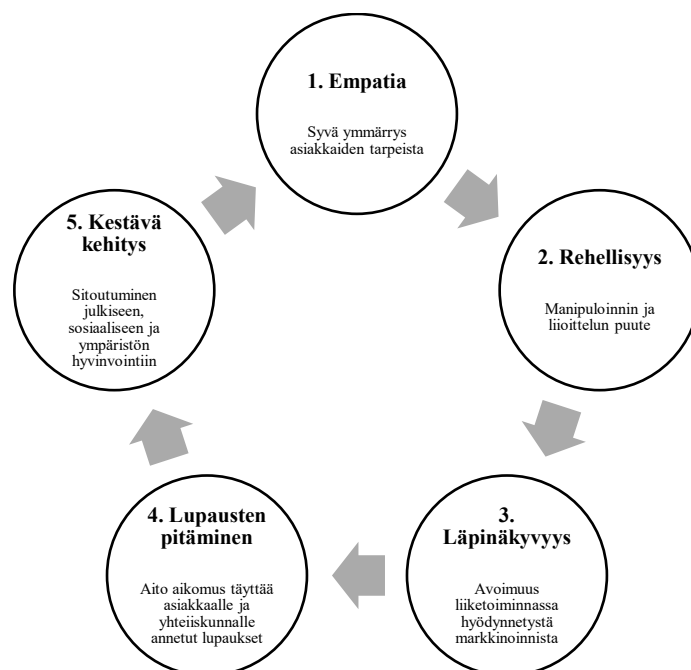 1. Empatia
Syvä ymmärrys
asiakkaiden tarpeista
2. Rehellisyys
Manipuloinnin ja
liioittelun puute
3.
Läpinäkyvyys
Avoimuus
liiketoiminnassa
hyödynnetystä
markkinoinnista
4. Lupausten
pitäminen
Aito aikomus täyttää
asiakkaalle ja
yhteiskunnalle
annetut lupaukset
5. Kestävä
kehitys
Sitoutuminen
julkiseen,
sosiaaliseen ja
ympäristön
hyvinvointiin